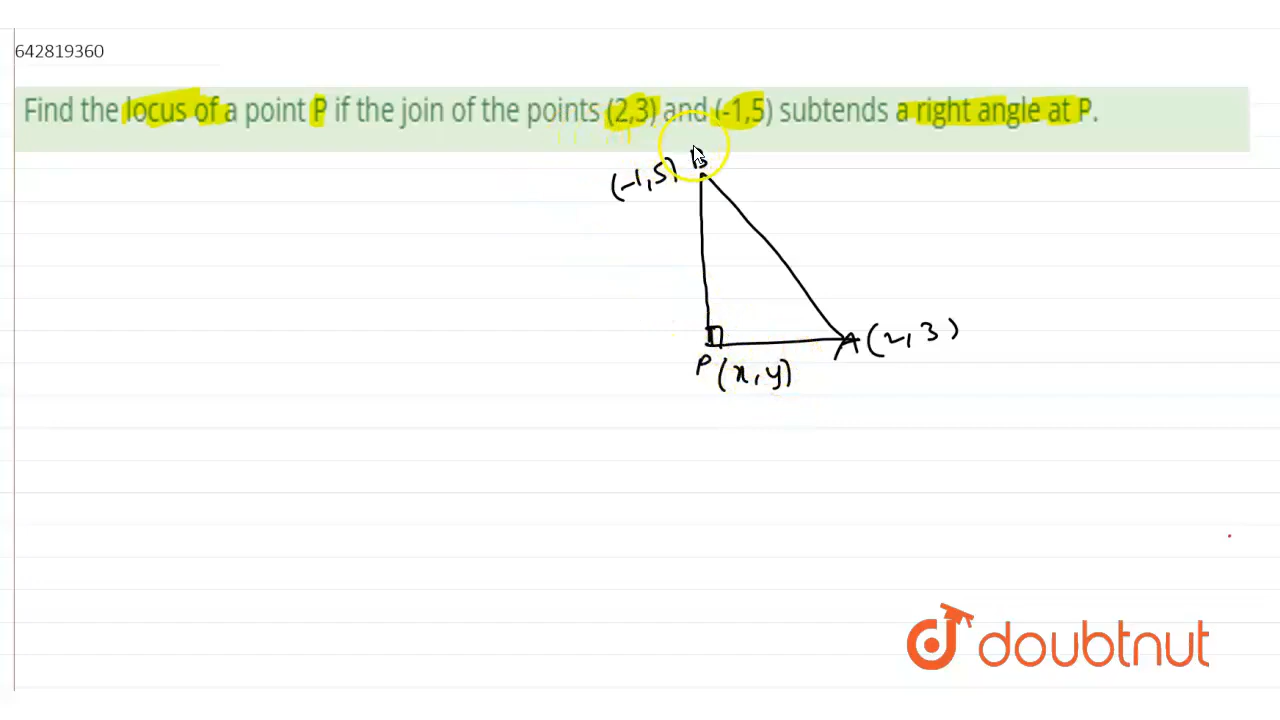 642819360
Find the locus of a point P if the join of the points (2,3) and (-1,5) subtends a right angle at P.
B
(-1,5)
A(2,3)
P(x,y)
doubtnut